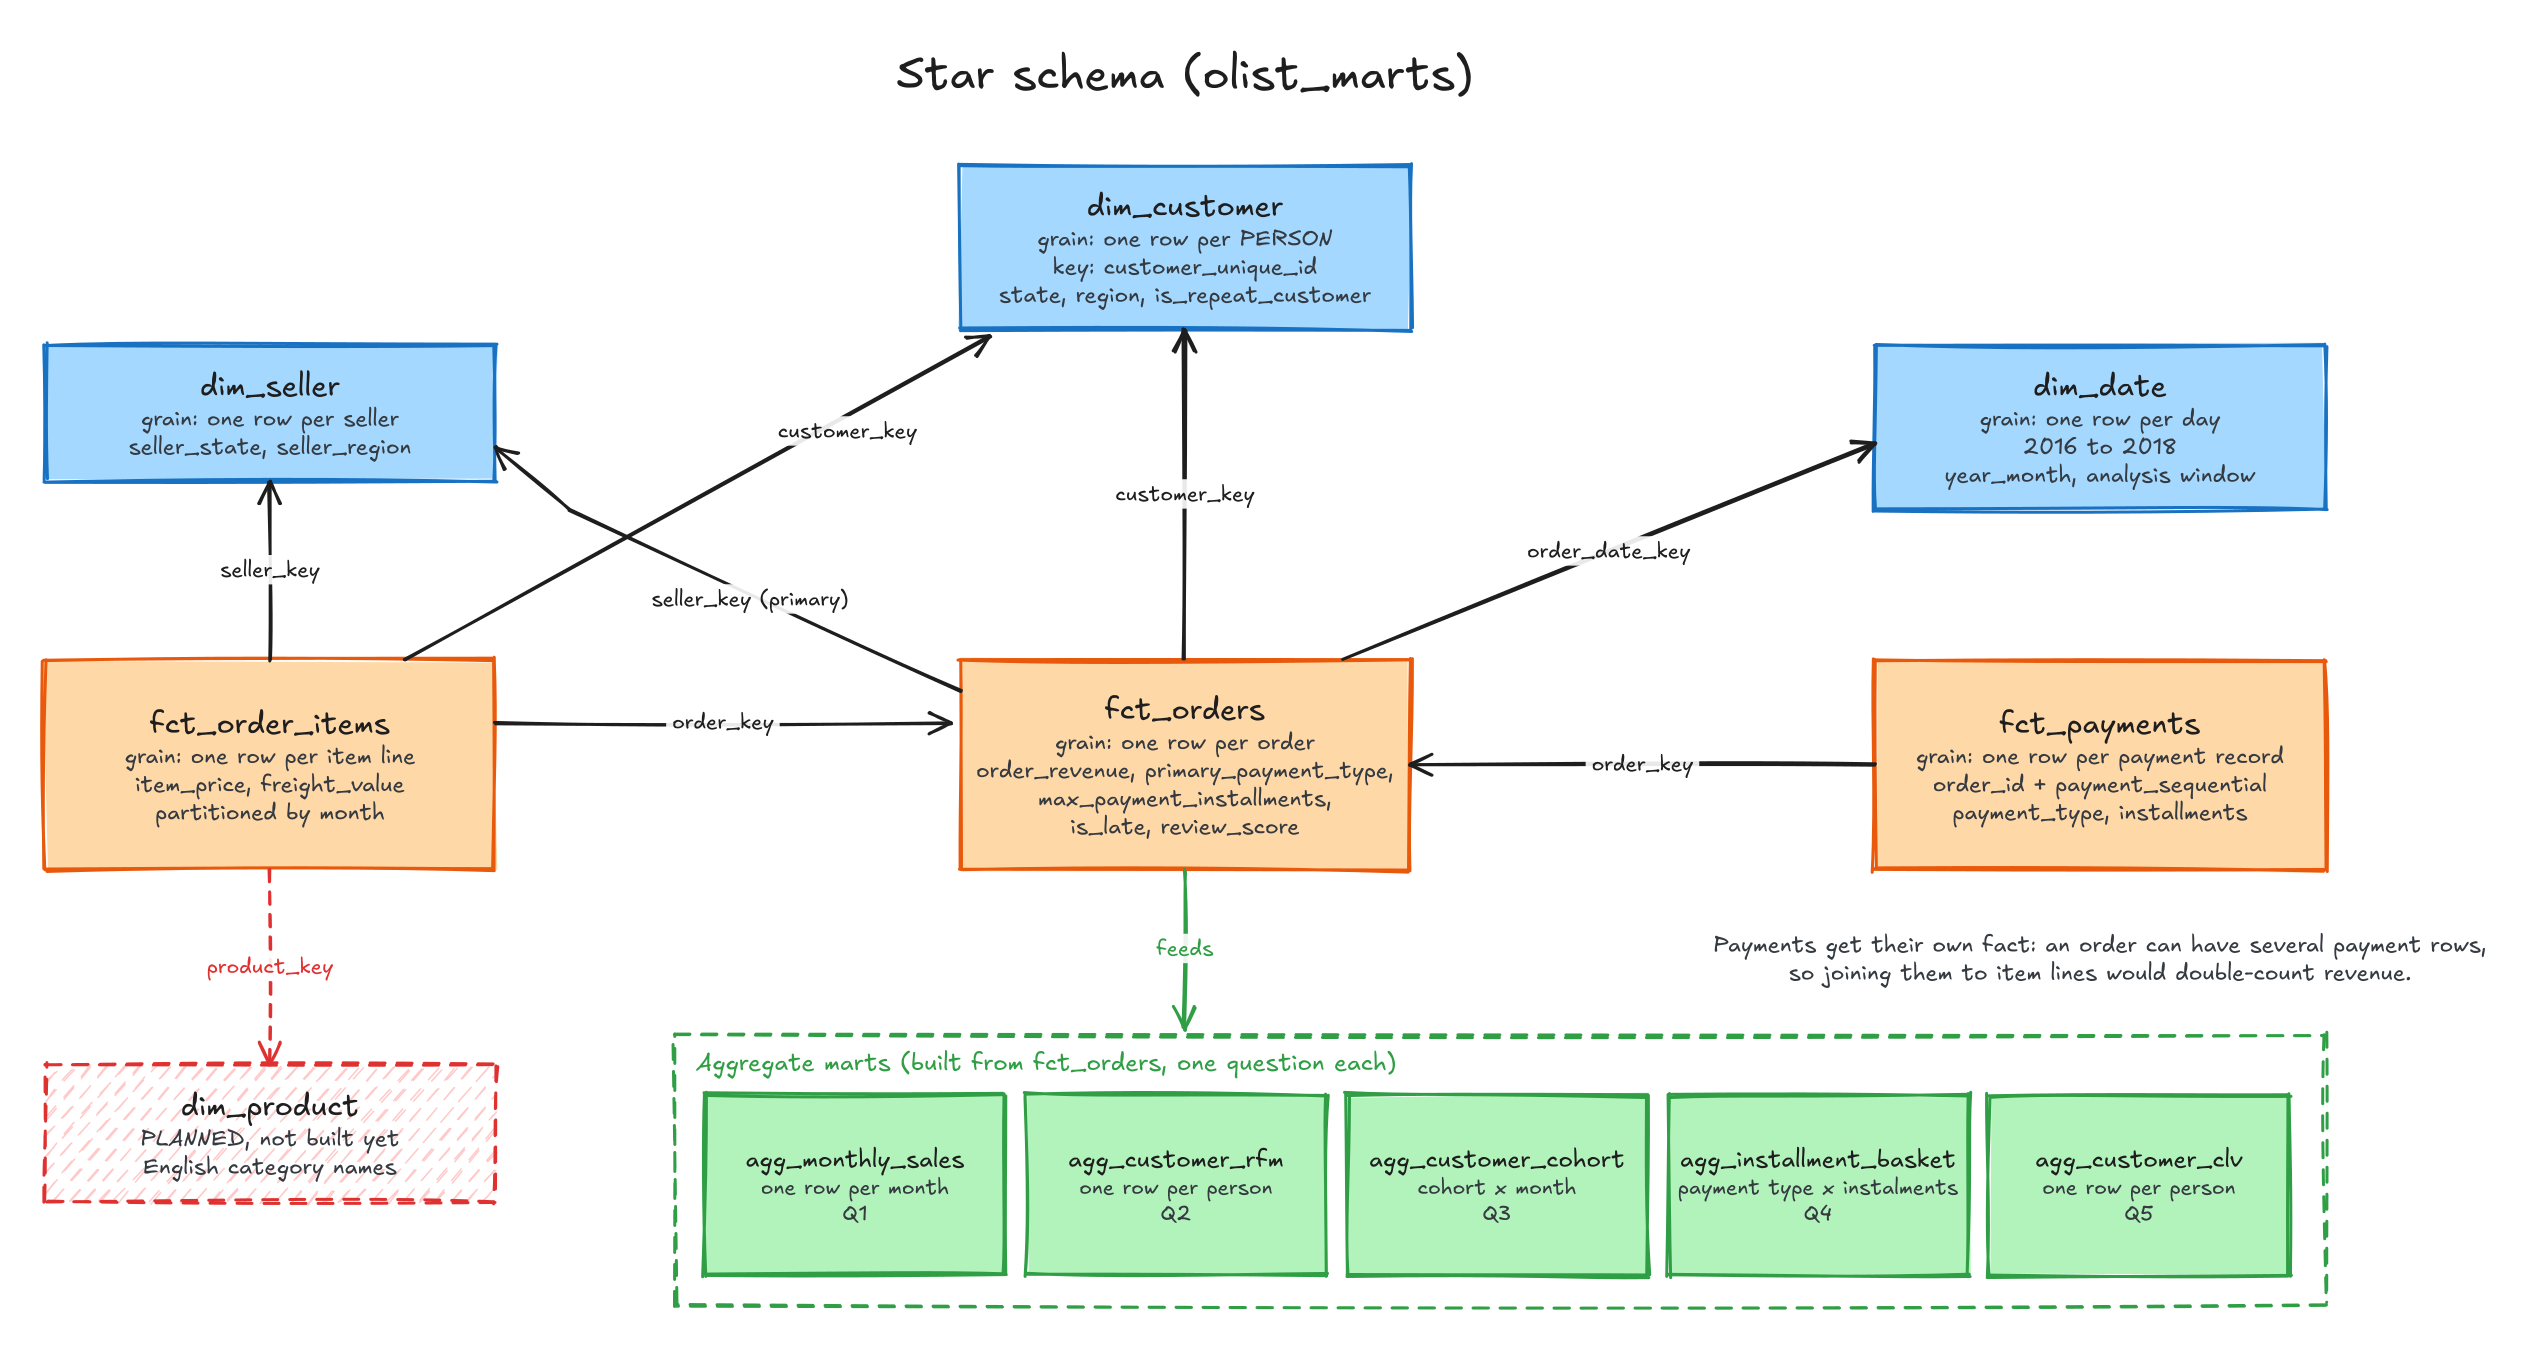 Star schema (olist_marts)
dim_customer
grain: one row per PERSON
key: customer_unique_id
state, region, is_repeat_customer
dim_seller
grain: one row per seller
seller_state, seller_region
dim_date
grain: one row per day
2016 to 2018
year_month, analysis window
customer_key
customer_key
order_date_key
seller_key
seller_key (primary)
fct_order_items
grain: one row per item line
item_price, freight_value
partitioned by month
order_key
fct_orders
grain: one row per order
order_revenue, primary_payment_type,
max_payment_installments,
is_late, review_score
order_key
fct_payments
grain: one row per payment record
order_id + payment_sequential
payment_type, installments
product_key
feeds
Payments get their own fact: an order can have several payment rows,
so joining them to item lines would double-count revenue.
dim_product
PLANNED, not built yet
English category names
Aggregate marts (built from fct_orders, one question each)
agg_monthly_sales
one row per month
Q1
agg_customer_rfm
one row per person
Q2
agg_customer_cohort
cohort x month
Q3
agg_installment_basket
payment type x instalments
Q4
agg_customer_clv
one row per person
Q5